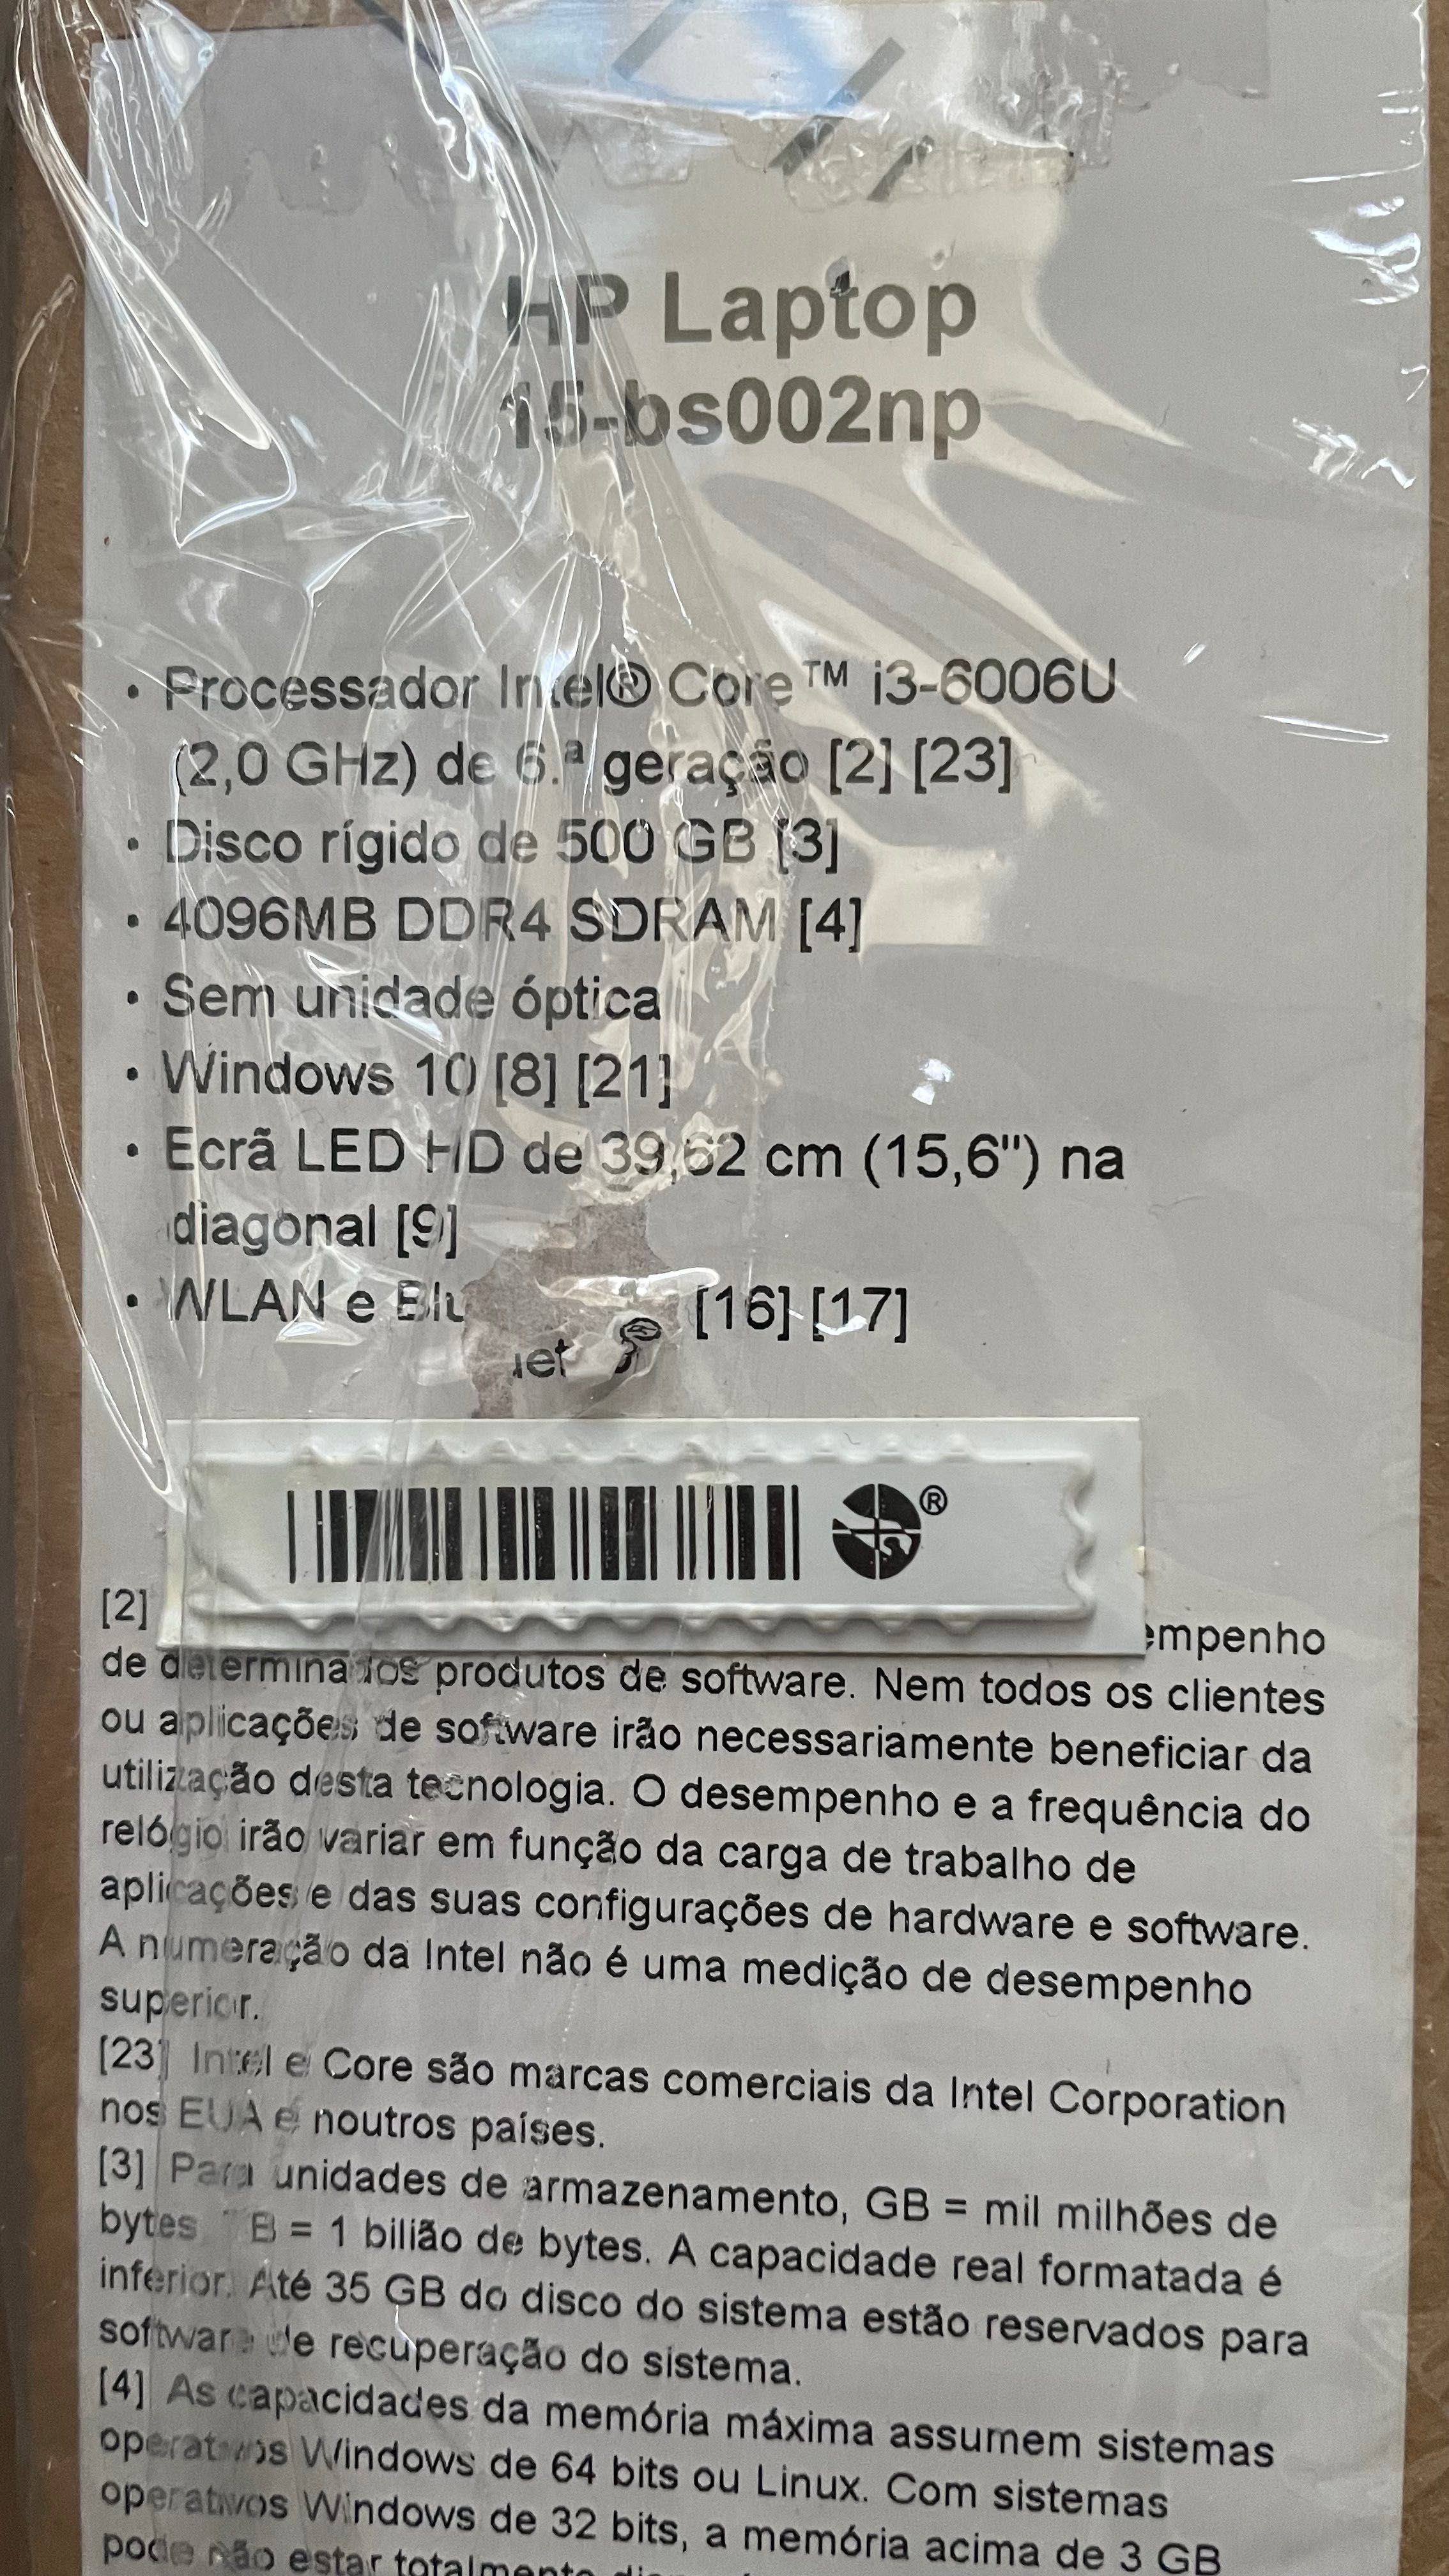 HP Laptop
15-bs002np
• Processador Intel® Core™ i3-6006U
(2,0 GHz) de 6.ª geração [2] [23]
• Disco rígido de 500 GB [3]
• 4096MB DDR4 SDRAM [4]
• Sem unidade óptica
• Windows 10 [8] [21]
• Ecrã LED HD de 39,62 cm (15,6") na
diagonal [9]
• WLAN e [16] [17]
®
[2]
de determinados produtos de software. Nem todos os clientes
ou aplicações de software irão necessariamente beneficiar da
utilização desta tecnologia. O desempenho e a frequência do
relógio irão variar em função da carga de trabalho de
aplicações e das suas configurações de hardware e software.
A numeração da Intel não é uma medição de desempenho
superior.
[23] Intel e Core são marcas comerciais da Intel Corporation
nos EUA e noutros países.
[3] Para unidades de armazenamento, GB = mil milhões de
bytes. TB = 1 bilião de bytes. A capacidade real formatada é
inferior. Até 35 GB do disco do sistema estão reservados para
software de recuperação do sistema.
[4] As capacidades da memória máxima assumem sistemas
operativos Windows de 64 bits ou Linux. Com sistemas
operativos Windows de 32 bits, a memória acima de 3 GB
pode não estar totalmente